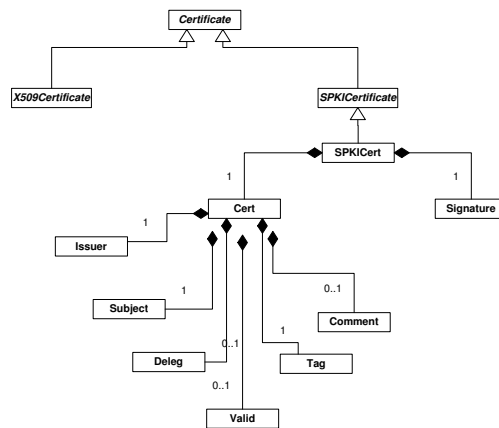 Certificate
X509Certificate
SPKICertificate
SPKICert
1
1
Cert
Signature
1
Issuer
1
0..1
Subject
Comment
0..1
1
Deleg
Tag
0..1
Valid